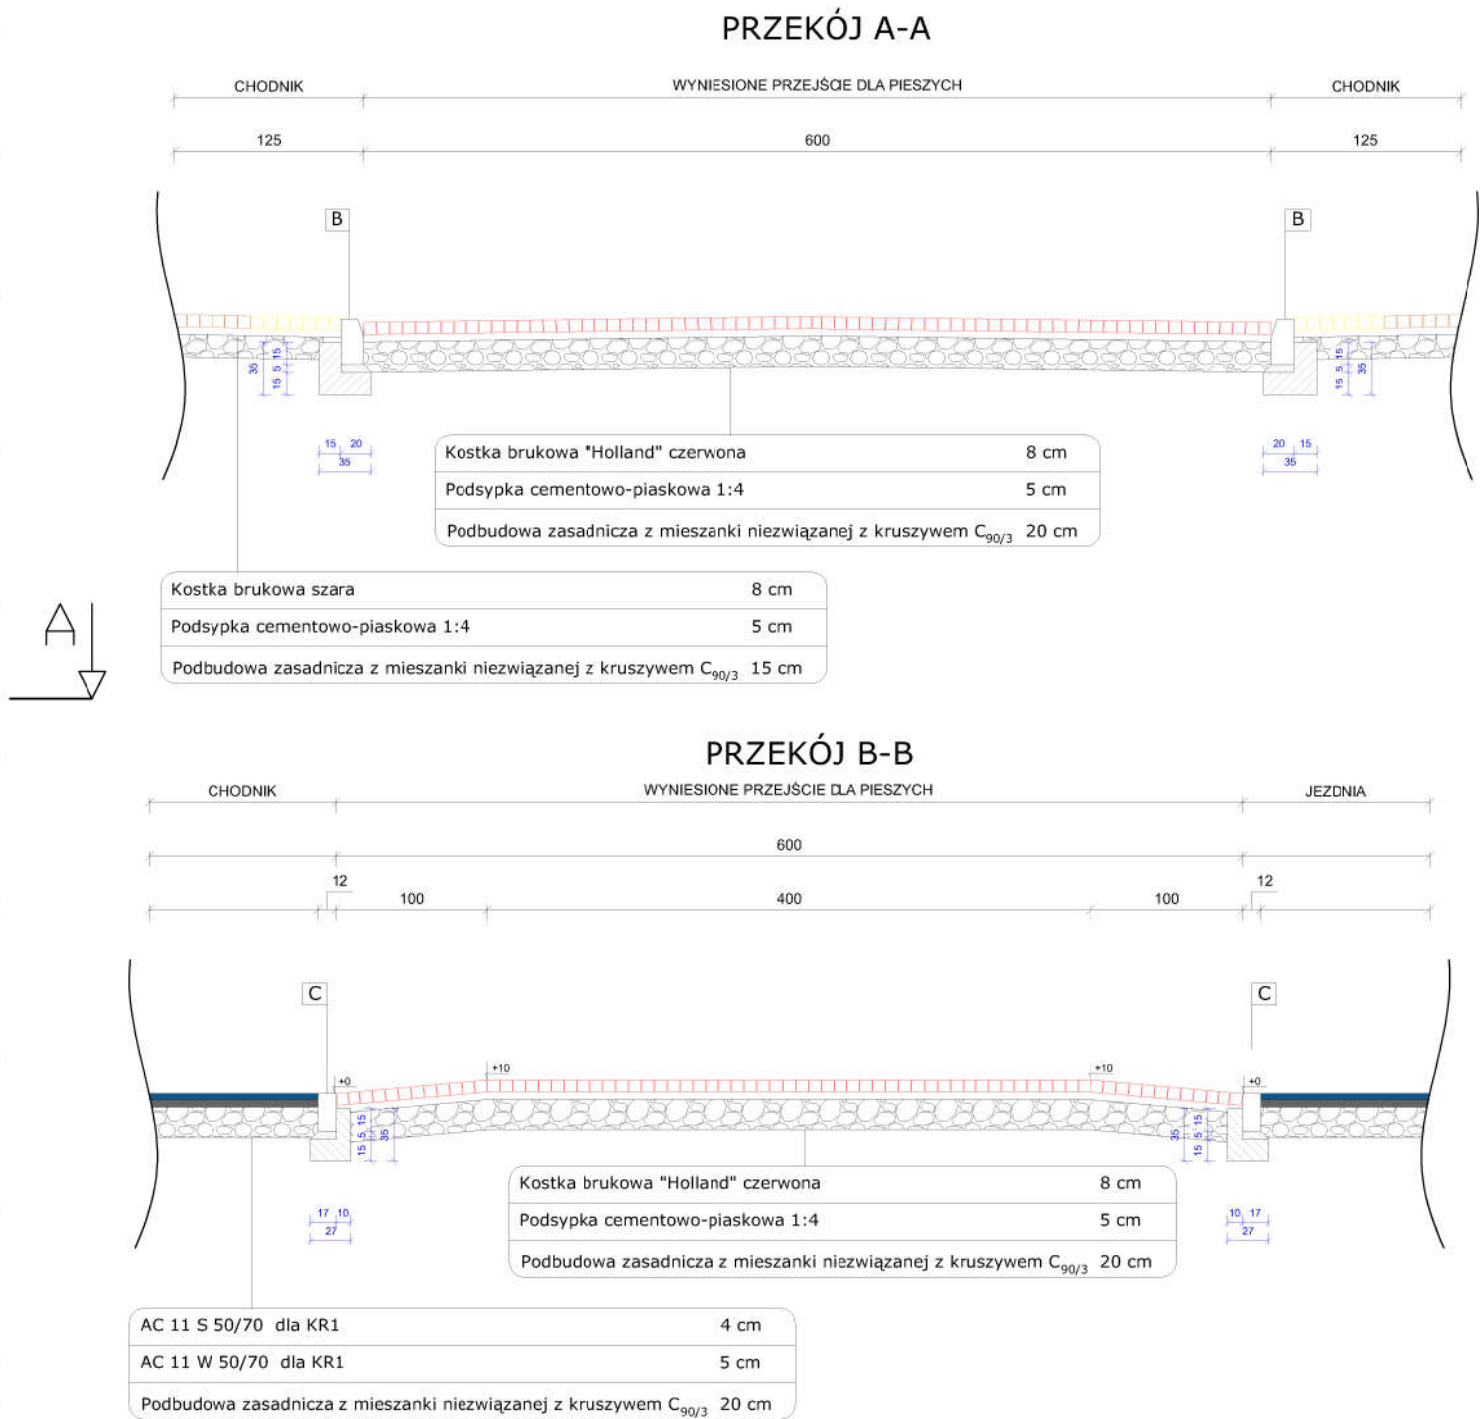 PRZEKÓJ A-A
CHODNIK WYNIESIONE PRZEJŚCIE DLA PIESZYCH CHODNIK
125 600 125
B B
15 5 15 35
15 5 15 35
15 20 35
20 15 35
Kostka brukowa "Holland" czerwona 8 cm
Podsypka cementowo-piaskowa 1:4 5 cm
Podbudowa zasadnicza z mieszanki niezwiązanej z kruszywem C90/3 20 cm
Kostka brukowa szara 8 cm
Podsypka cementowo-piaskowa 1:4 5 cm
Podbudowa zasadnicza z mieszanki niezwiązanej z kruszywem C90/3 15 cm
A
PRZEKÓJ B-B
CHODNIK WYNIESIONE PRZEJŚCIE DLA PIESZYCH JEZDNIA
600
12 100 400 100 12
C C
+0 +10 +10 +0
15 5 15 35
35 15 5 15
17 10 27
10 17 27
Kostka brukowa "Holland" czerwona 8 cm
Podsypka cementowo-piaskowa 1:4 5 cm
Podbudowa zasadnicza z mieszanki niezwiązanej z kruszywem C90/3 20 cm
AC 11 S 50/70 dla KR1 4 cm
AC 11 W 50/70 dla KR1 5 cm
Podbudowa zasadnicza z mieszanki niezwiązanej z kruszywem C90/3 20 cm